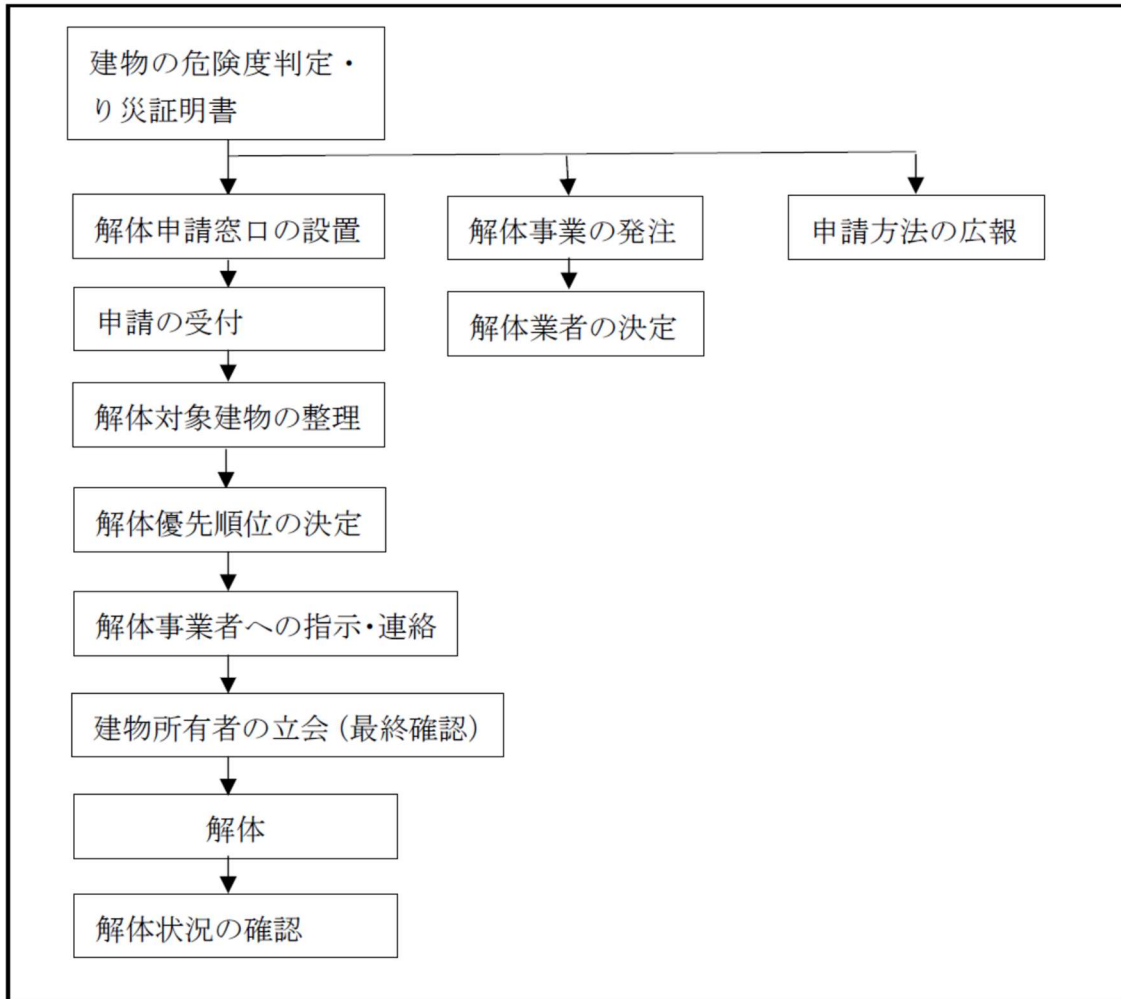 建物の危険度判定・
り災証明書
解体申請窓口の設置
解体事業の発注
申請方法の広報
申請の受付
解体業者の決定
解体対象建物の整理
解体優先順位の決定
解体事業者への指示・連絡
建物所有者の立会（最終確認）
解体
解体状況の確認